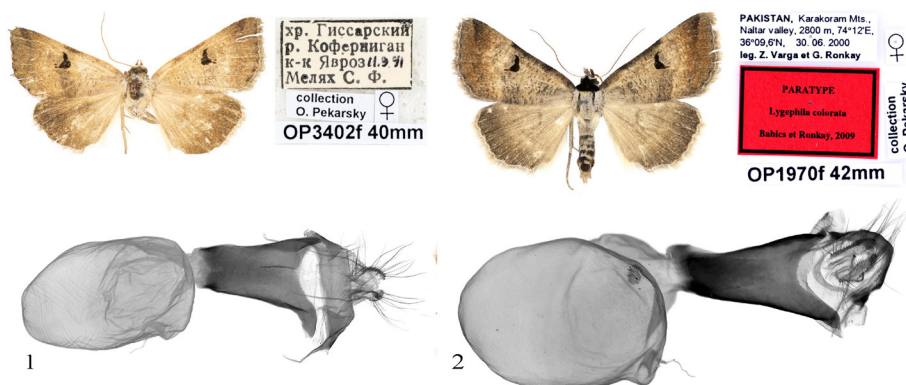 хр. Гиссарский
р. Коферниган
к-к Явроз 11.9.71
Мелях С. Ф.
collection
O. Pekarsky
♀
OP3402f 40mm
PAKISTAN, Karakoram Mts.,
Naltar valley, 2800 m, 74°12'E,
36°09,6'N, 30. 06. 2000
leg. Z. Varga et G. Ronkay
♀
PARATYPE
Lygephila colorata
Babics et Ronkay, 2009
collection
O. Pekarsky
OP1970f 42mm
1
2